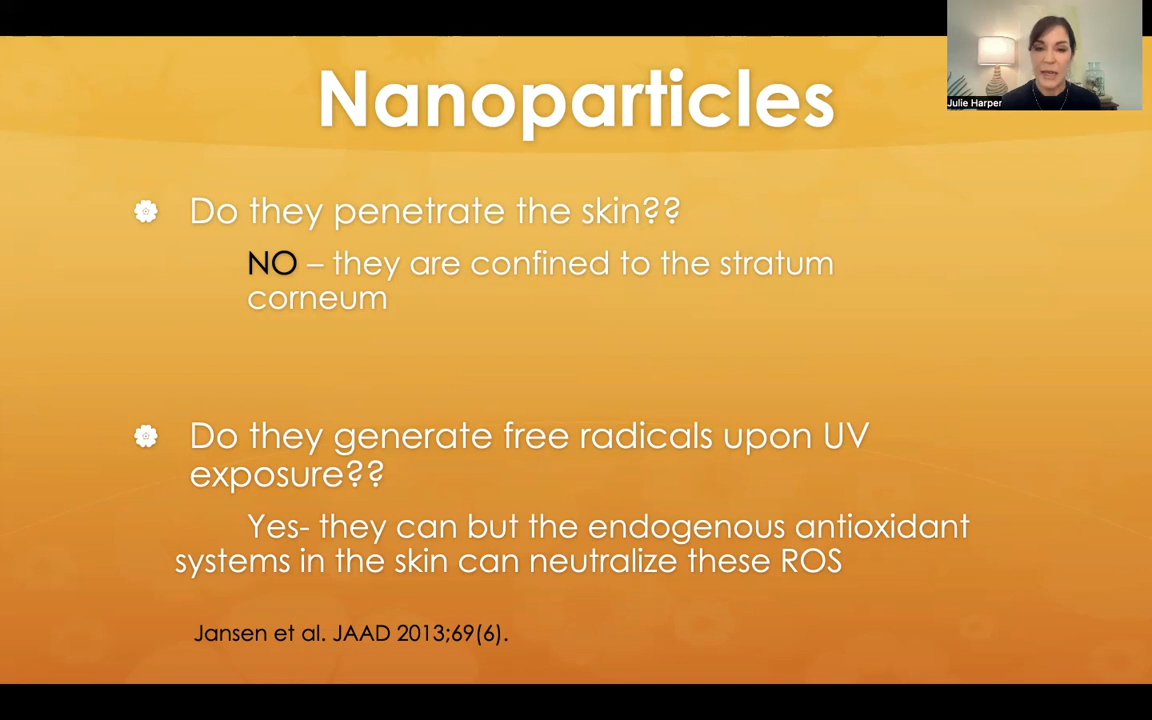 Nanoparticles
Julie Harper
Do they penetrate the skin??
NO – they are confined to the stratum
corneum
Do they generate free radicals upon UV
exposure??
Yes- they can but the endogenous antioxidant
systems in the skin can neutralize these ROS
Jansen et al. JAAD 2013;69(6).